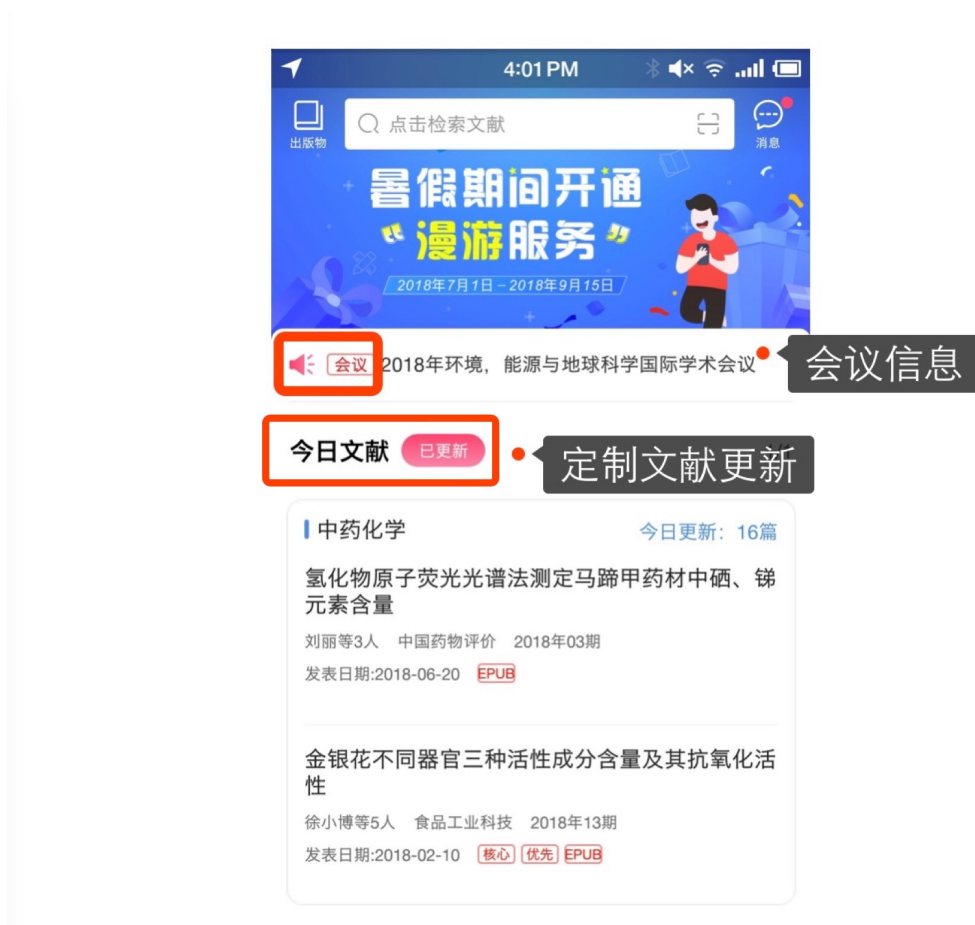 4:01 PM
出版物
点击检索文献
消息
暑假期间开通
“漫游服务”
2018年7月1日-2018年9月15日
会议 2018年环境，能源与地球科学国际学术会议
会议信息
今日文献 已更新
定制文献更新
中药化学 今日更新：16篇
氢化物原子荧光光谱法测定马蹄甲药材中硒、锑
元素含量
刘丽等3人 中国药物评价 2018年03期
发表日期:2018-06-20 EPUB
金银花不同器官三种活性成分含量及其抗氧化活
性
徐小博等5人 食品工业科技 2018年13期
发表日期:2018-02-10 核心 优先 EPUB